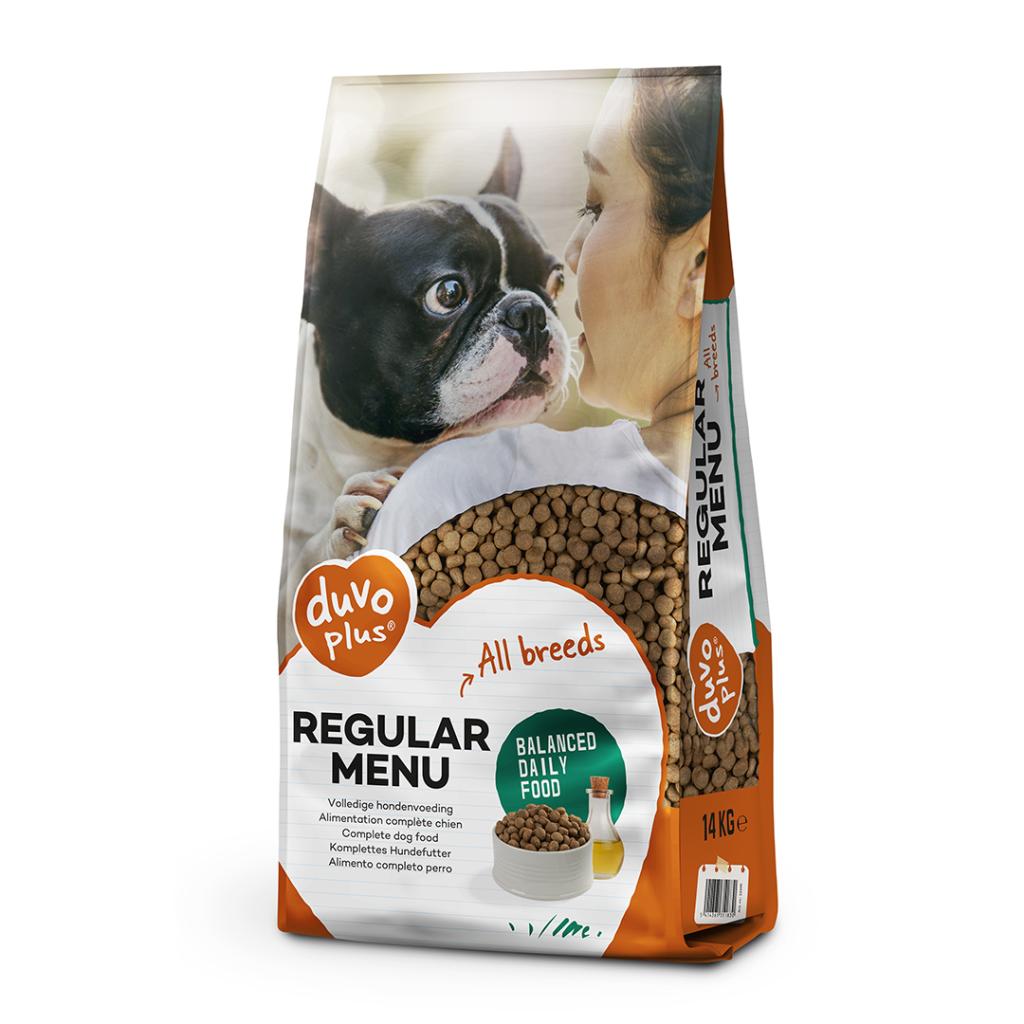 duvo
plus®
All breeds
REGULAR
MENU
BALANCED
DAILY
FOOD
Volledige hondenvoeding
Alimentation complète chien
Complete dog food
Komplettes Hundefutter
Alimento completo perro
REGULAR
MENU
All
breeds
duvo
plus®
14 KG e